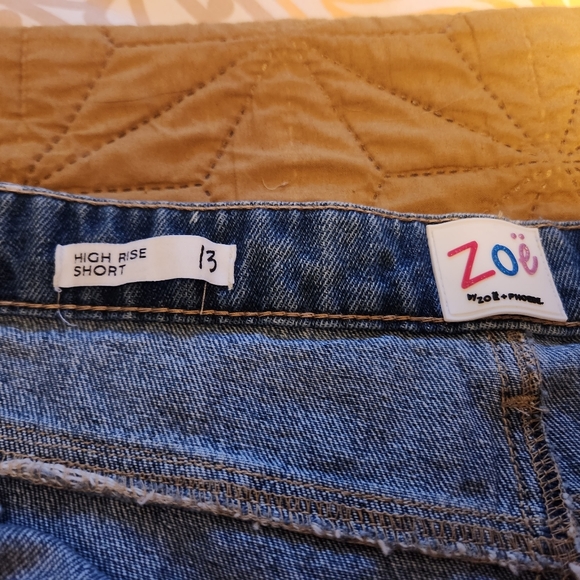 HIGH RISE
SHORT
13
Zoë
by Zoë + PHOEBE